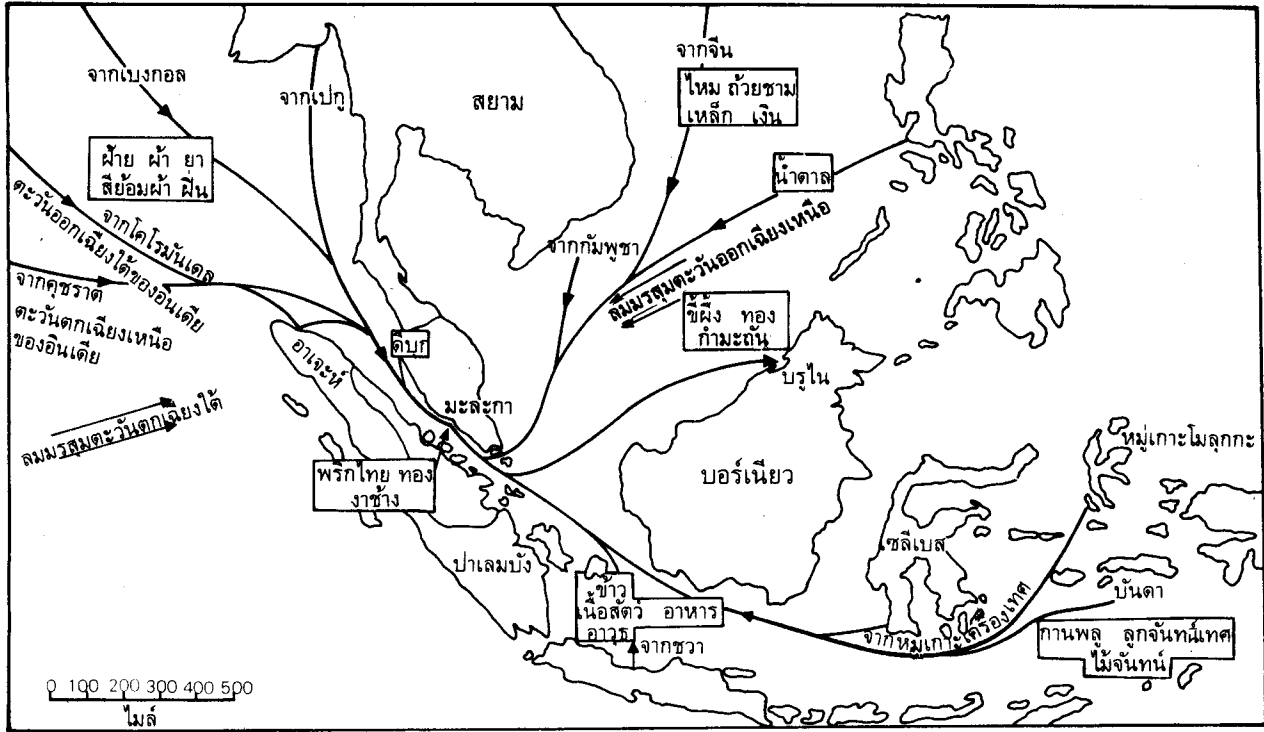 จากเบงกอล
ฝ้าย ผ้า ยา
สีย้อมผ้า ฝิ่น
จากเปกู
สยาม
จากจีน
ไหม ถ้วยชาม
เหล็ก เงิน
น้ำตาล
จากโคโรมันเดล
ตะวันออกเฉียงใต้ของอินเดีย
จากคุชราต
ตะวันตกเฉียงเหนือ
ของอินเดีย
จากกัมพูชา
ลมมรสุมตะวันออกเฉียงเหนือ
ขี้ผึ้ง ทอง
กำมะถัน
บรูไน
ดีบุก
อาเจะห์
มะละกา
ลมมรสุมตะวันตกเฉียงใต้
พริกไทย ทอง
งาช้าง
บอร์เนียว
หมู่เกาะโมลุกกะ
เซลีเบส
ปาเลมบัง
ข้าว
เนื้อสัตว์ อาหาร
อาวุธ
จากชวา
จากหมู่เกาะเครื่องเทศ
บันดา
กานพลู ลูกจันทน์เทศ
ไม้จันทน์
0 100 200 300 400 500
ไมล์